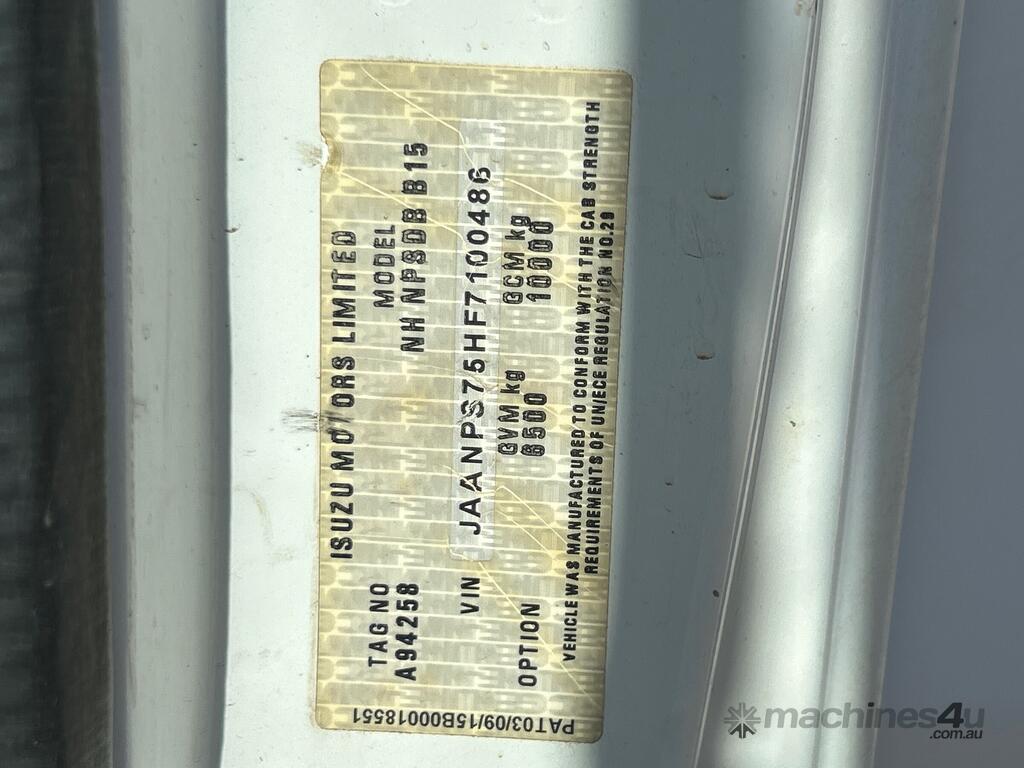 ISUZU MOTORS LIMITED
TAG NO MODEL
A94258 NH NPSDB B15
VIN JAANPS75HF7100486
GVM kg GCM kg
OPTION 6500 10000
VEHICLE WAS MANUFACTURED TO CONFORM WITH THE CAB STRENGTH
REQUIREMENTS OF UNIECE REGULATION NO.29
PAT03/09/15B00018551
machines4u
.com.au